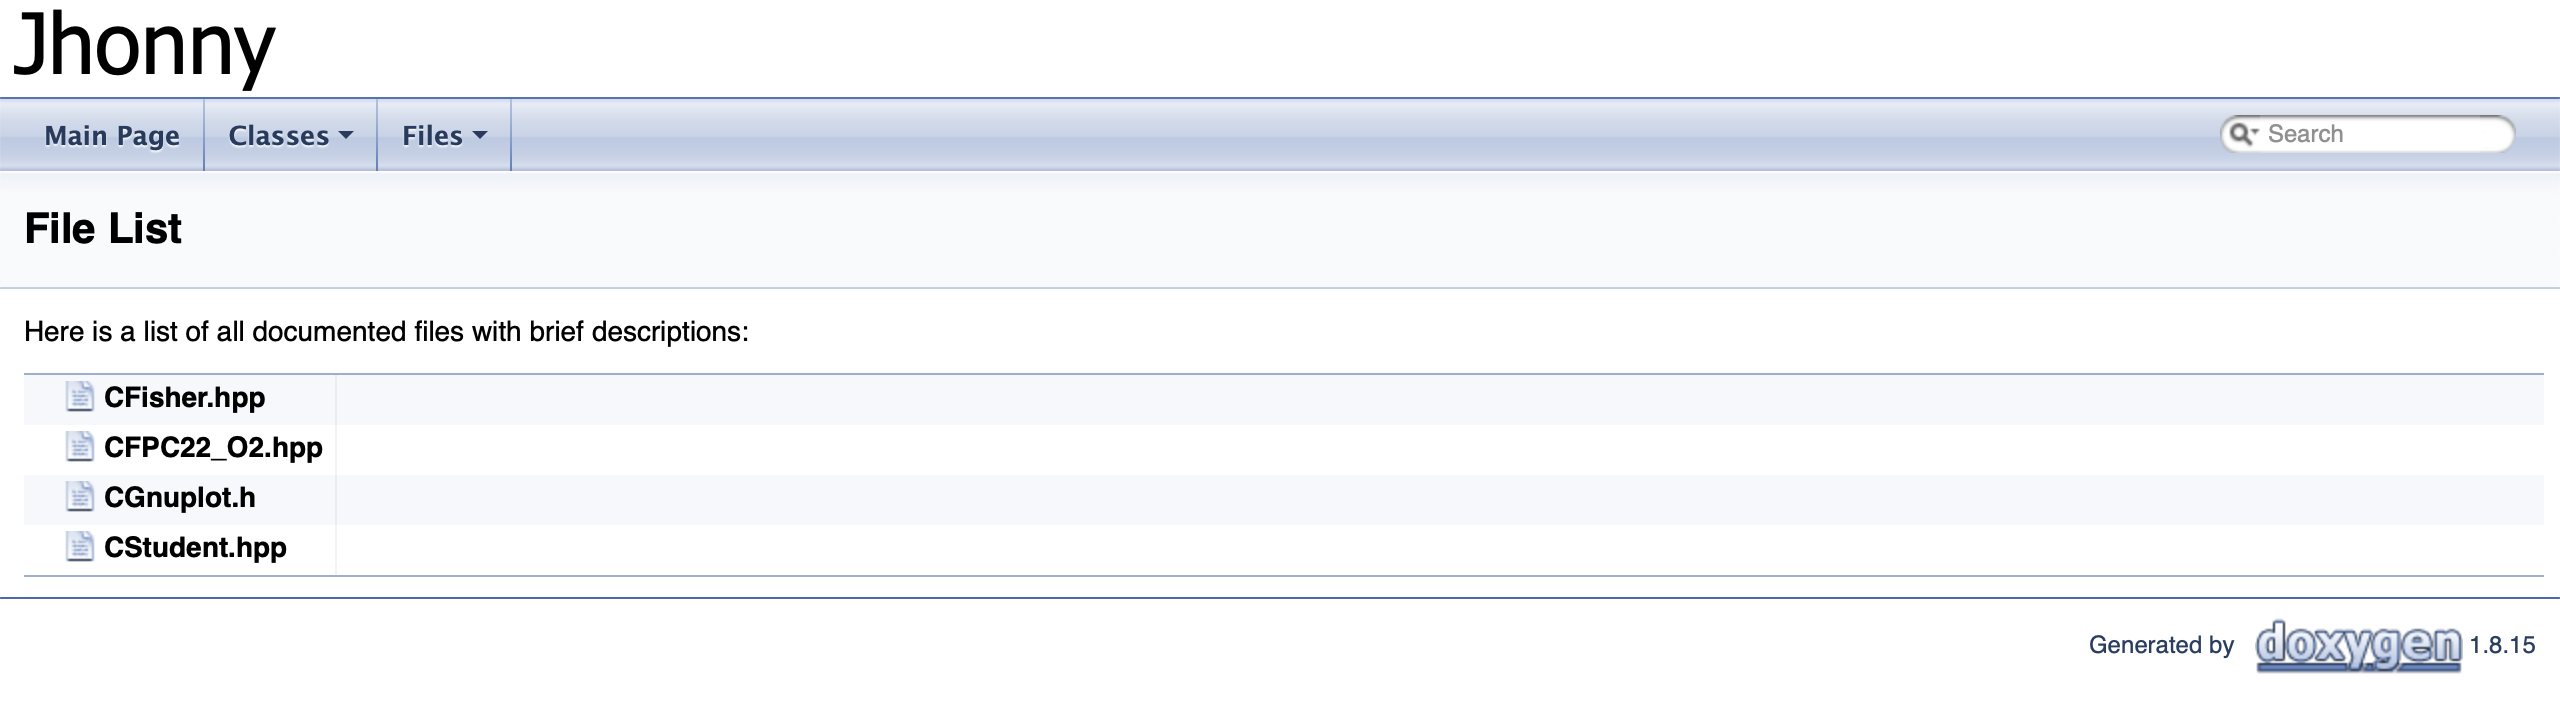 Jhonny
Main Page Classes Files Search
File List
Here is a list of all documented files with brief descriptions:
CFisher.hpp
CFPC22_O2.hpp
CGnuplot.h
CStudent.hpp
Generated by doxygen 1.8.15